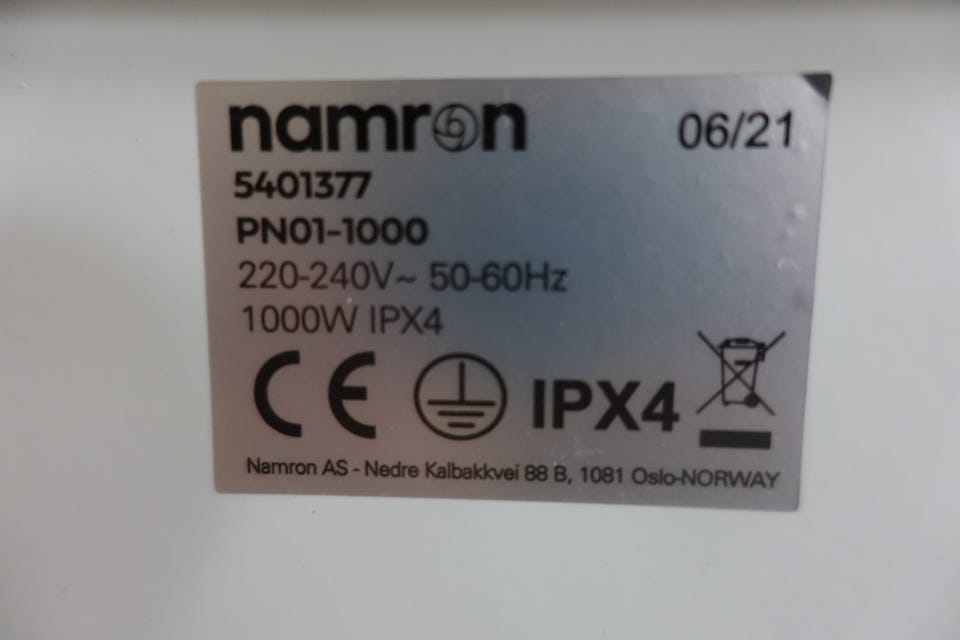 namron 06/21
5401377
PN01-1000
220-240V~ 50-60Hz
1000W IPX4
CE IPX4
Namron AS - Nedre Kalbakkvei 88 B, 1081 Oslo-NORWAY